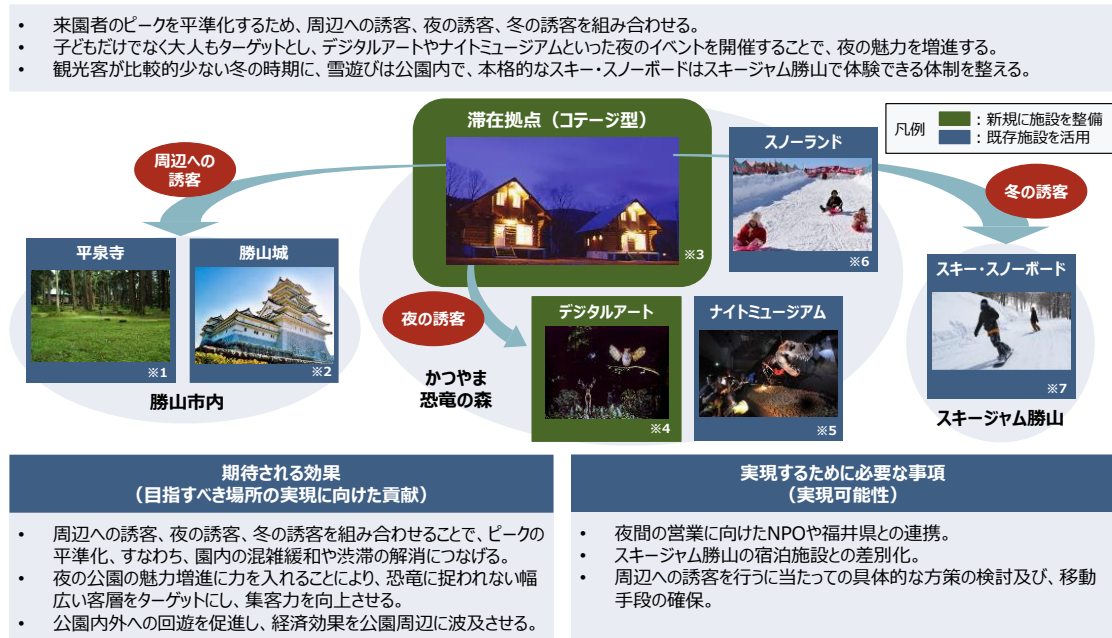 • 来園者のピークを平準化するため、周辺への誘客、夜の誘客、冬の誘客を組み合わせる。
• 子どもだけでなく大人もターゲットとし、デジタルアートやナイトミュージアムといった夜のイベントを開催することで、夜の魅力を増進する。
• 観光客が比較的少ない冬の時期に、雪遊びは公園内で、本格的なスキー・スノーボードはスキージャム勝山で体験できる体制を整える。
滞在拠点（コテージ型）
※3
凡例
：新規に施設を整備
：既存施設を活用
周辺への
誘客
スノーランド
※6
冬の誘客
平泉寺
※1
勝山城
※2
勝山市内
夜の誘客
かつやま
恐竜の森
デジタルアート
※4
ナイトミュージアム
※5
スキー・スノーボード
※7
スキージャム勝山
期待される効果
（目指すべき場所の実現に向けた貢献）
• 周辺への誘客、夜の誘客、冬の誘客を組み合わせることで、ピークの
平準化、すなわち、園内の混雑緩和や渋滞の解消につなげる。
• 夜の公園の魅力増進に力を入れることにより、恐竜に捉われない幅
広い客層をターゲットにし、集客力を向上させる。
• 公園内外への回遊を促進し、経済効果を公園周辺に波及させる。
実現するために必要な事項
（実現可能性）
• 夜間の営業に向けたNPOや福井県との連携。
• スキージャム勝山の宿泊施設との差別化。
• 周辺への誘客を行うに当たっての具体的な方策の検討及び、移動
手段の確保。